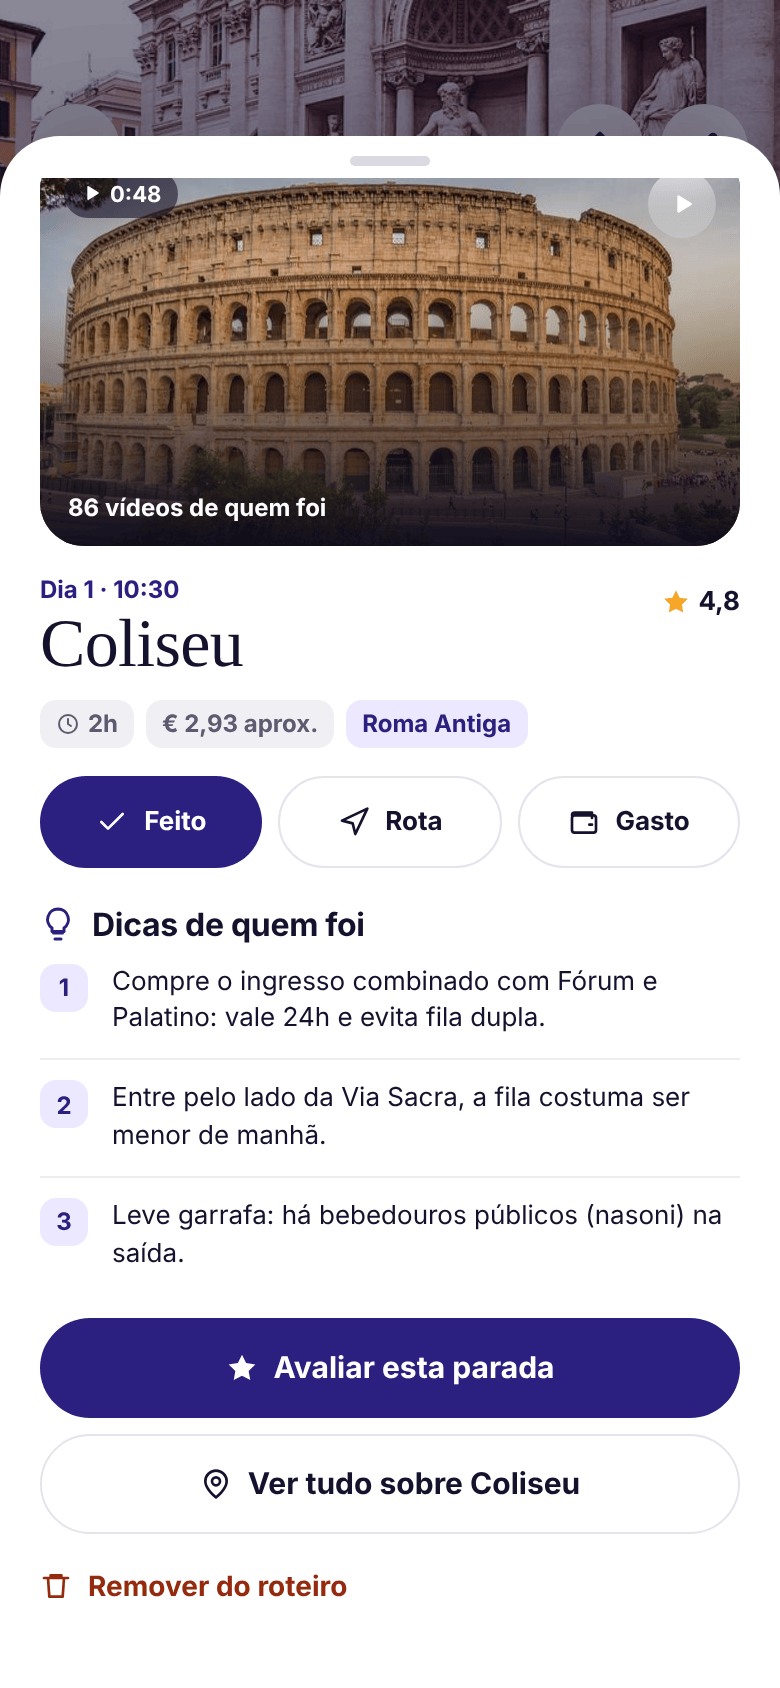 0:48
86 vídeos de quem foi
Dia 1 · 10:30
4,8
Coliseu
2h
€ 2,93 aprox.
Roma Antiga
Feito
Rota
Gasto
Dicas de quem foi
1
Compre o ingresso combinado com Fórum e
Palatino: vale 24h e evita fila dupla.
2
Entre pelo lado da Via Sacra, a fila costuma ser
menor de manhã.
3
Leve garrafa: há bebedouros públicos (nasoni) na
saída.
Avaliar esta parada
Ver tudo sobre Coliseu
Remover do roteiro